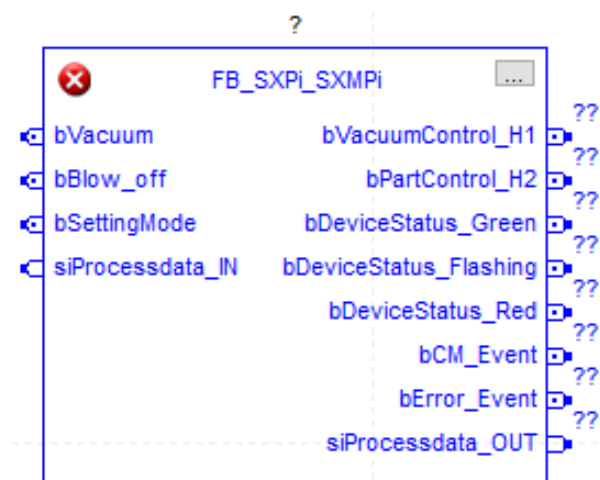 ?
FB_SXPi_SXMPi ...
??
bVacuum bVacuumControl_H1
??
bBlow_off bPartControl_H2
??
bSettingMode bDeviceStatus_Green
??
siProcessdata_IN bDeviceStatus_Flashing
??
bDeviceStatus_Red
??
bCM_Event
??
bError_Event
??
siProcessdata_OUT